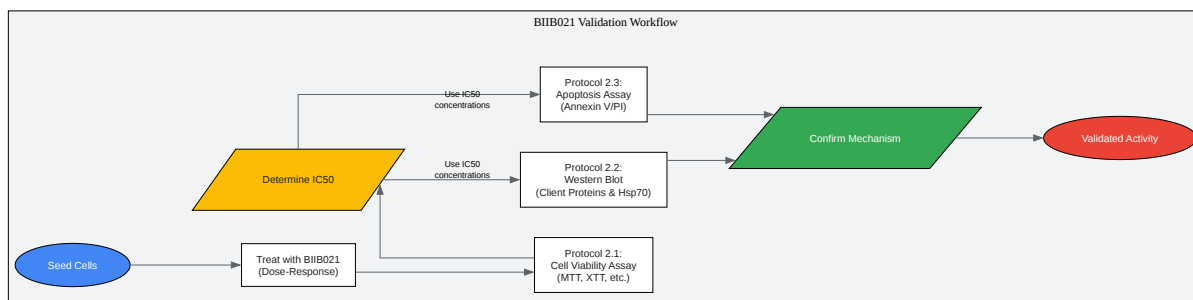 BIIB021 Validation Workflow
Protocol 2.3:
Apoptosis Assay
(Annexin V/PI)
Use IC50
concentrations
Confirm Mechanism
Validated Activity
Determine IC50
Use IC50
concentrations
Protocol 2.2:
Western Blot
(Client Proteins & Hsp70)
Seed Cells
Treat with BIIB021
(Dose-Response)
Protocol 2.1:
Cell Viability Assay
(MTT, XTT, etc.)